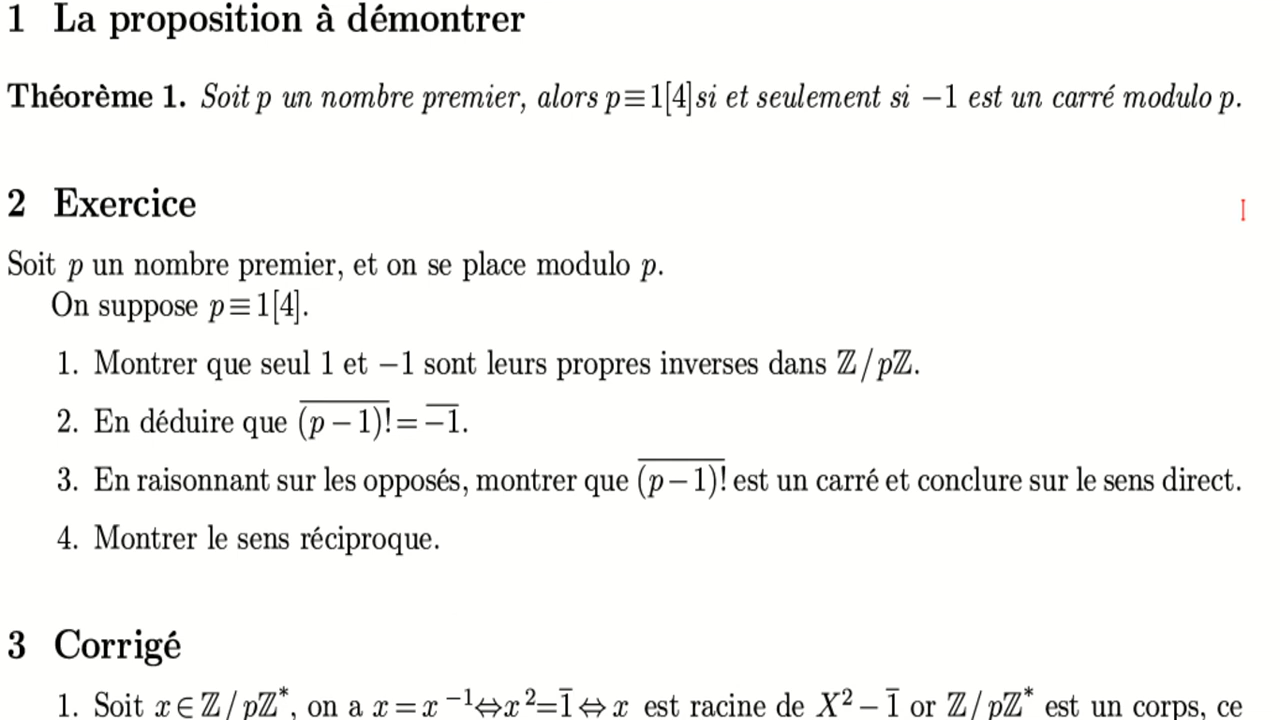 1 La proposition à démontrer
Théorème 1. Soit p un nombre premier, alors p≡1[4]si et seulement si −1 est un carré modulo p.
2 Exercice
Soit p un nombre premier, et on se place modulo p.
On suppose p≡1[4].
1. Montrer que seul 1 et −1 sont leurs propres inverses dans ℤ/pℤ.
2. En déduire que \overline{(p−1)!}=\overline{−1}.
3. En raisonnant sur les opposés, montrer que \overline{(p−1)!} est un carré et conclure sur le sens direct.
4. Montrer le sens réciproque.
3 Corrigé
1. Soit x∈ℤ/pℤ*, on a x=x⁻¹⇔x²=\bar{1}⇔x est racine de X²−\bar{1} or ℤ/pℤ* est un corps, ce